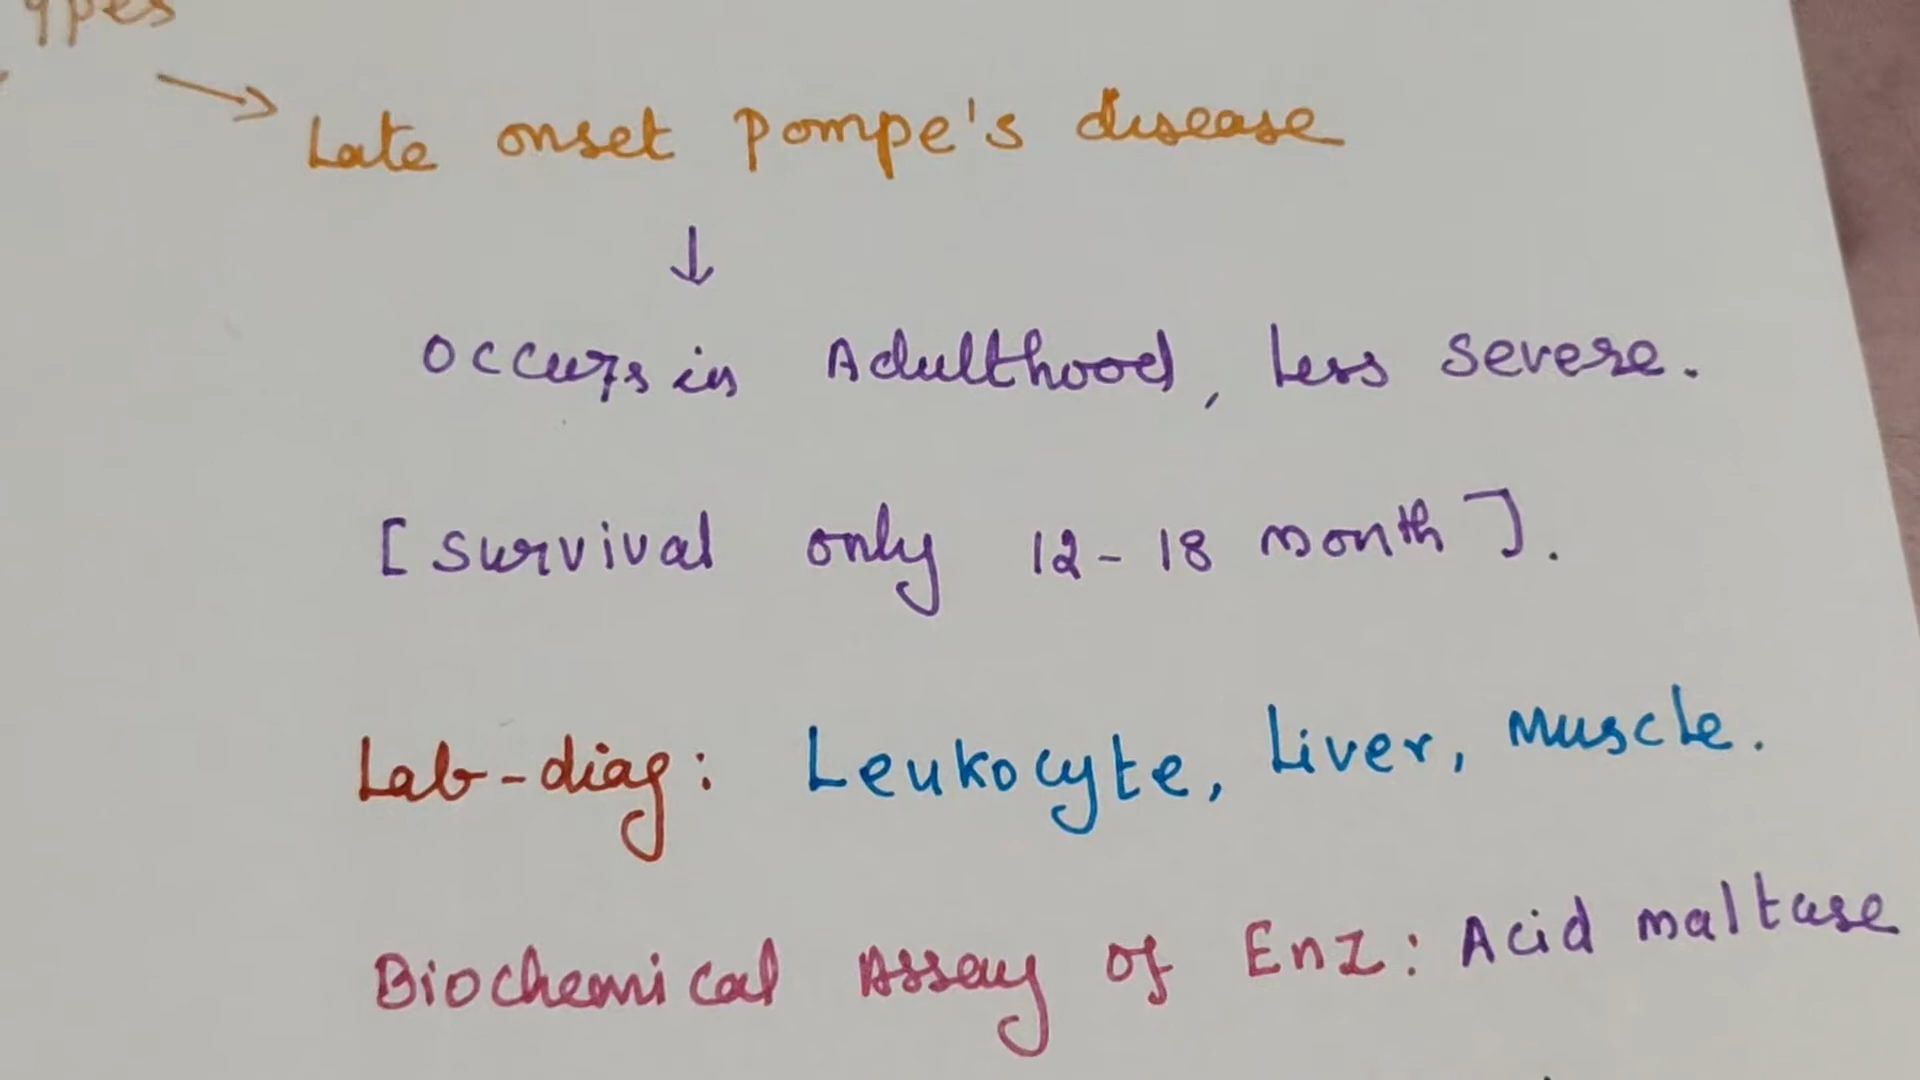 ypes
Late onset pompe's disease
Occurs in Adulthood, Less severe.
[survival only 12-18 month].
Lab-diag: Leukocyte, Liver, Muscle.
Biochemical Assay of Enz: Acid maltase